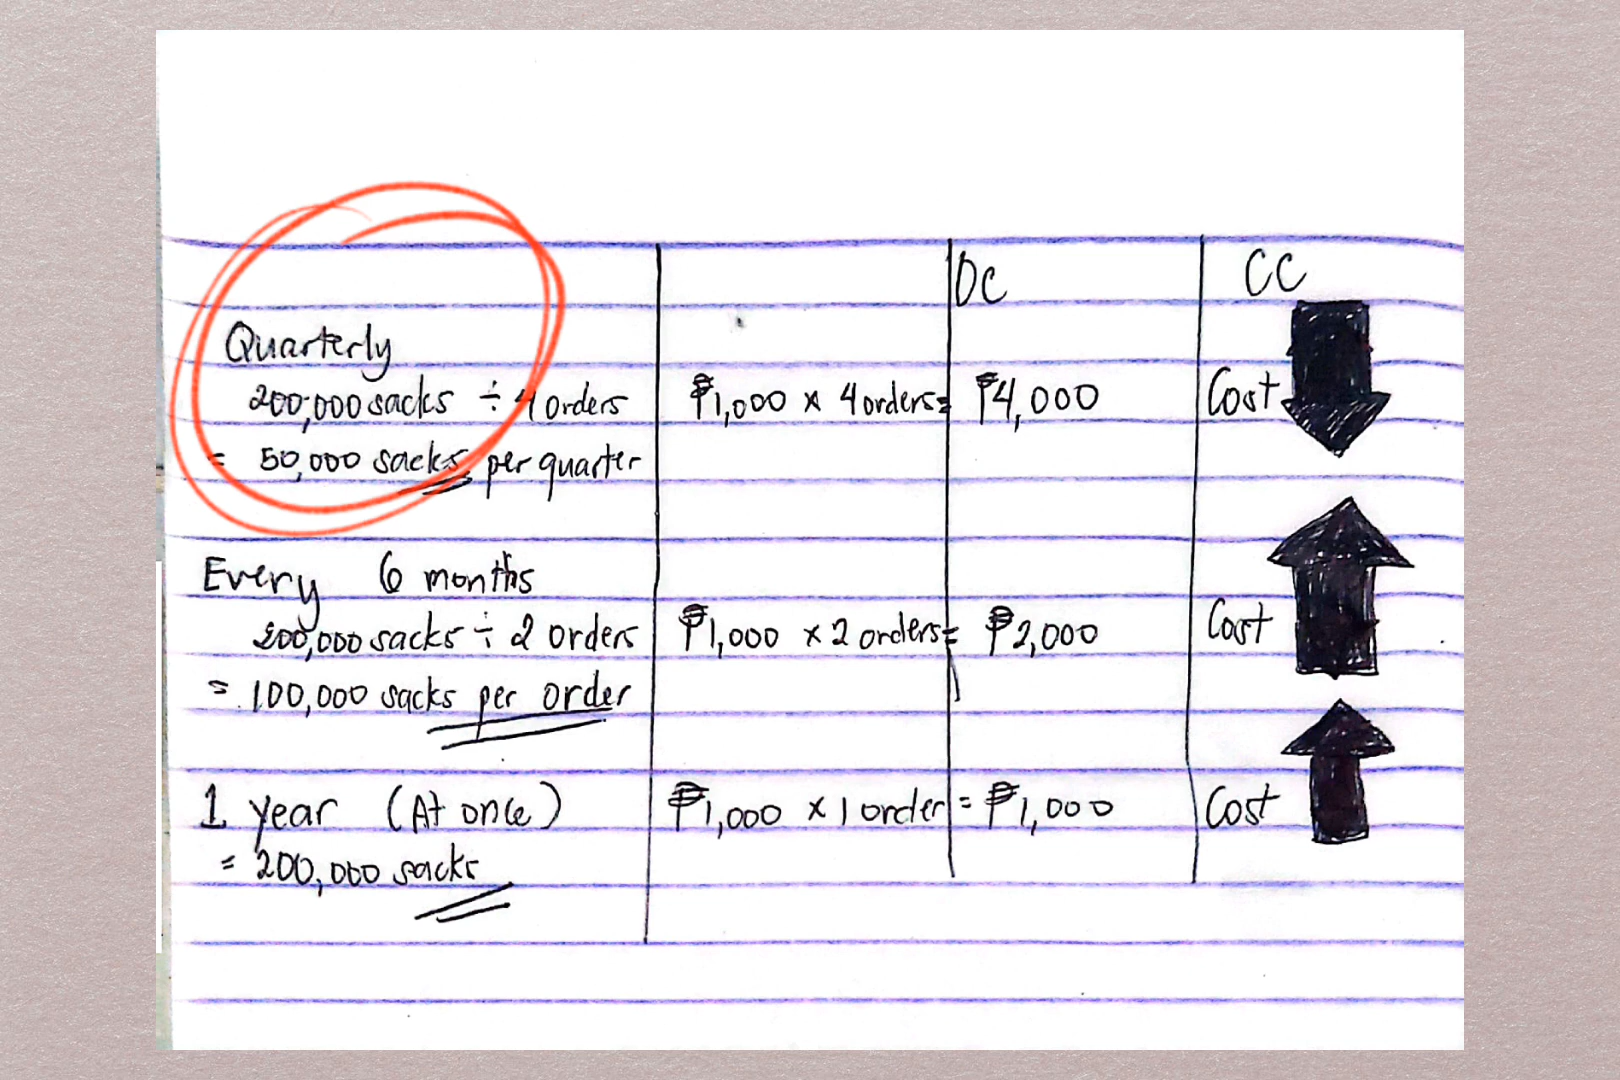 OC CC
Quarterly
200,000 sacks ÷ 4 orders ₱1,000 x 4 orders = ₱4,000 Cost
= 50,000 sacks per quarter
Every 6 months
200,000 sacks ÷ 2 orders ₱1,000 x 2 orders = ₱2,000 Cost
= 100,000 sacks per order
1 year (At once) ₱1,000 x 1 order = ₱1,000 Cost
= 200,000 sacks